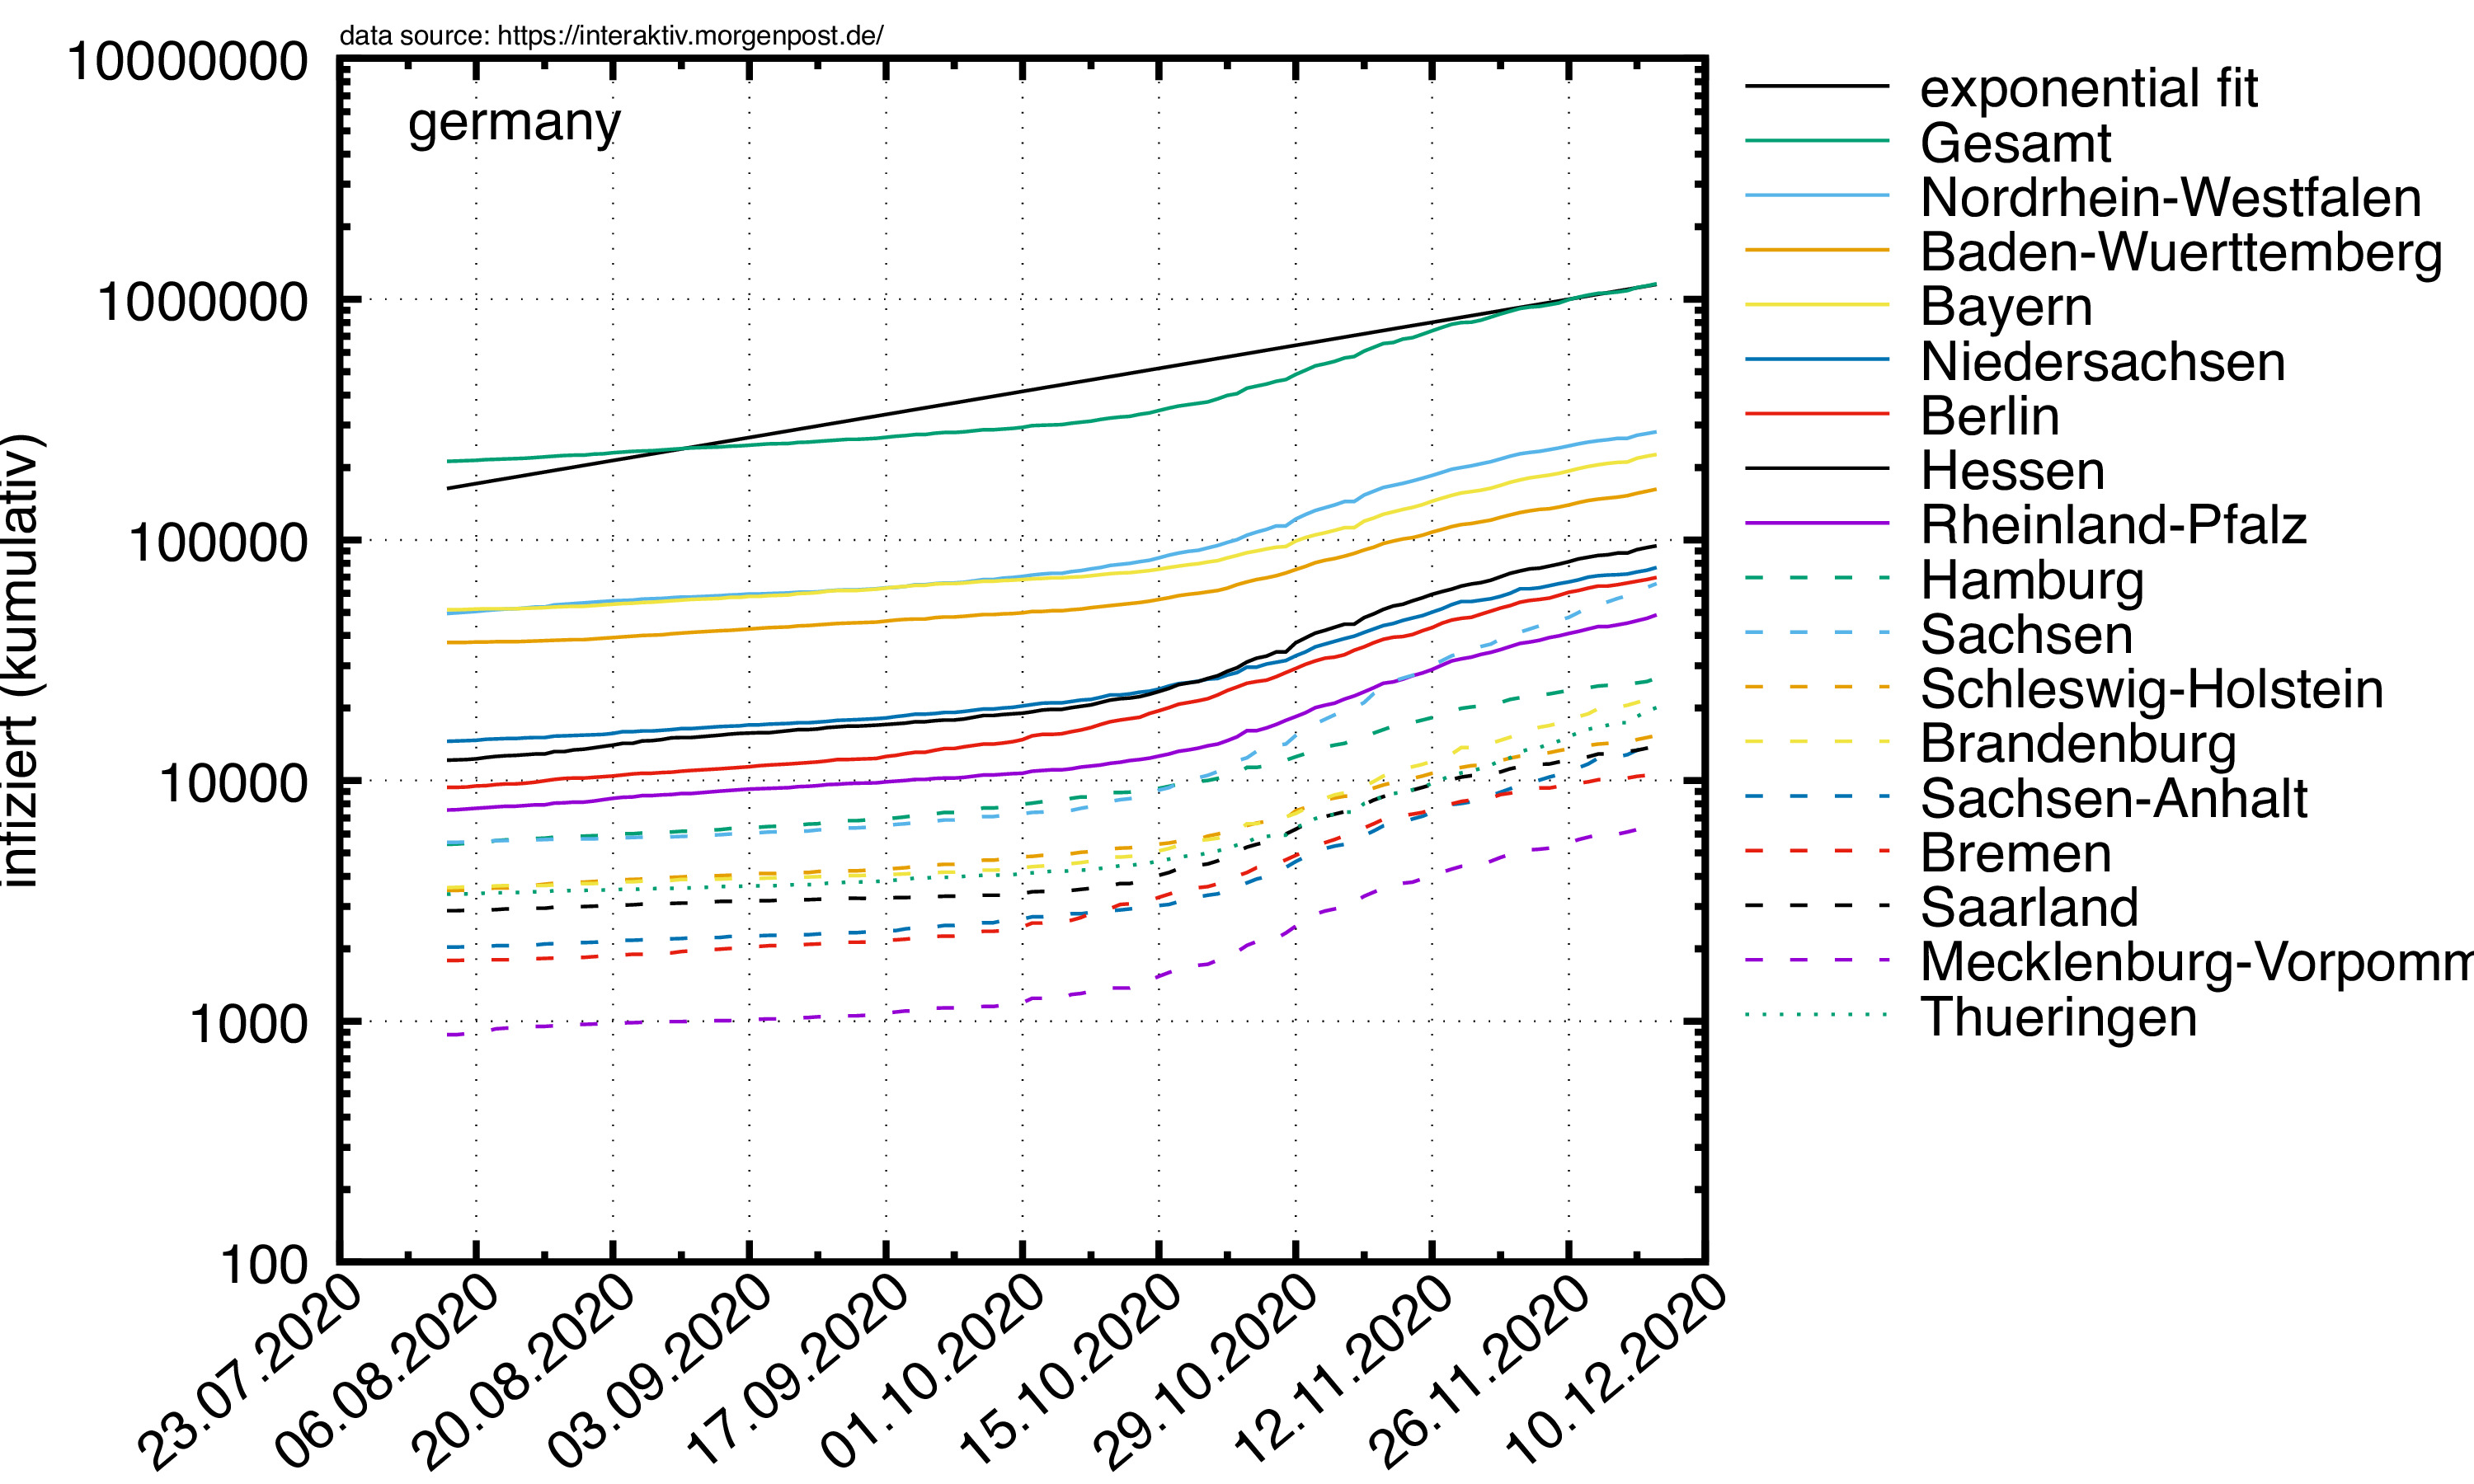 data source: https://interaktiv.morgenpost.de/
germany
infiziert (kumulativ)
10000000
1000000
100000
10000
1000
100
23.07.2020
06.08.2020
20.08.2020
03.09.2020
17.09.2020
01.10.2020
15.10.2020
29.10.2020
12.11.2020
26.11.2020
10.12.2020
exponential fit
Gesamt
Nordrhein-Westfalen
Baden-Wuerttemberg
Bayern
Niedersachsen
Berlin
Hessen
Rheinland-Pfalz
Hamburg
Sachsen
Schleswig-Holstein
Brandenburg
Sachsen-Anhalt
Bremen
Saarland
Mecklenburg-Vorpomm
Thueringen